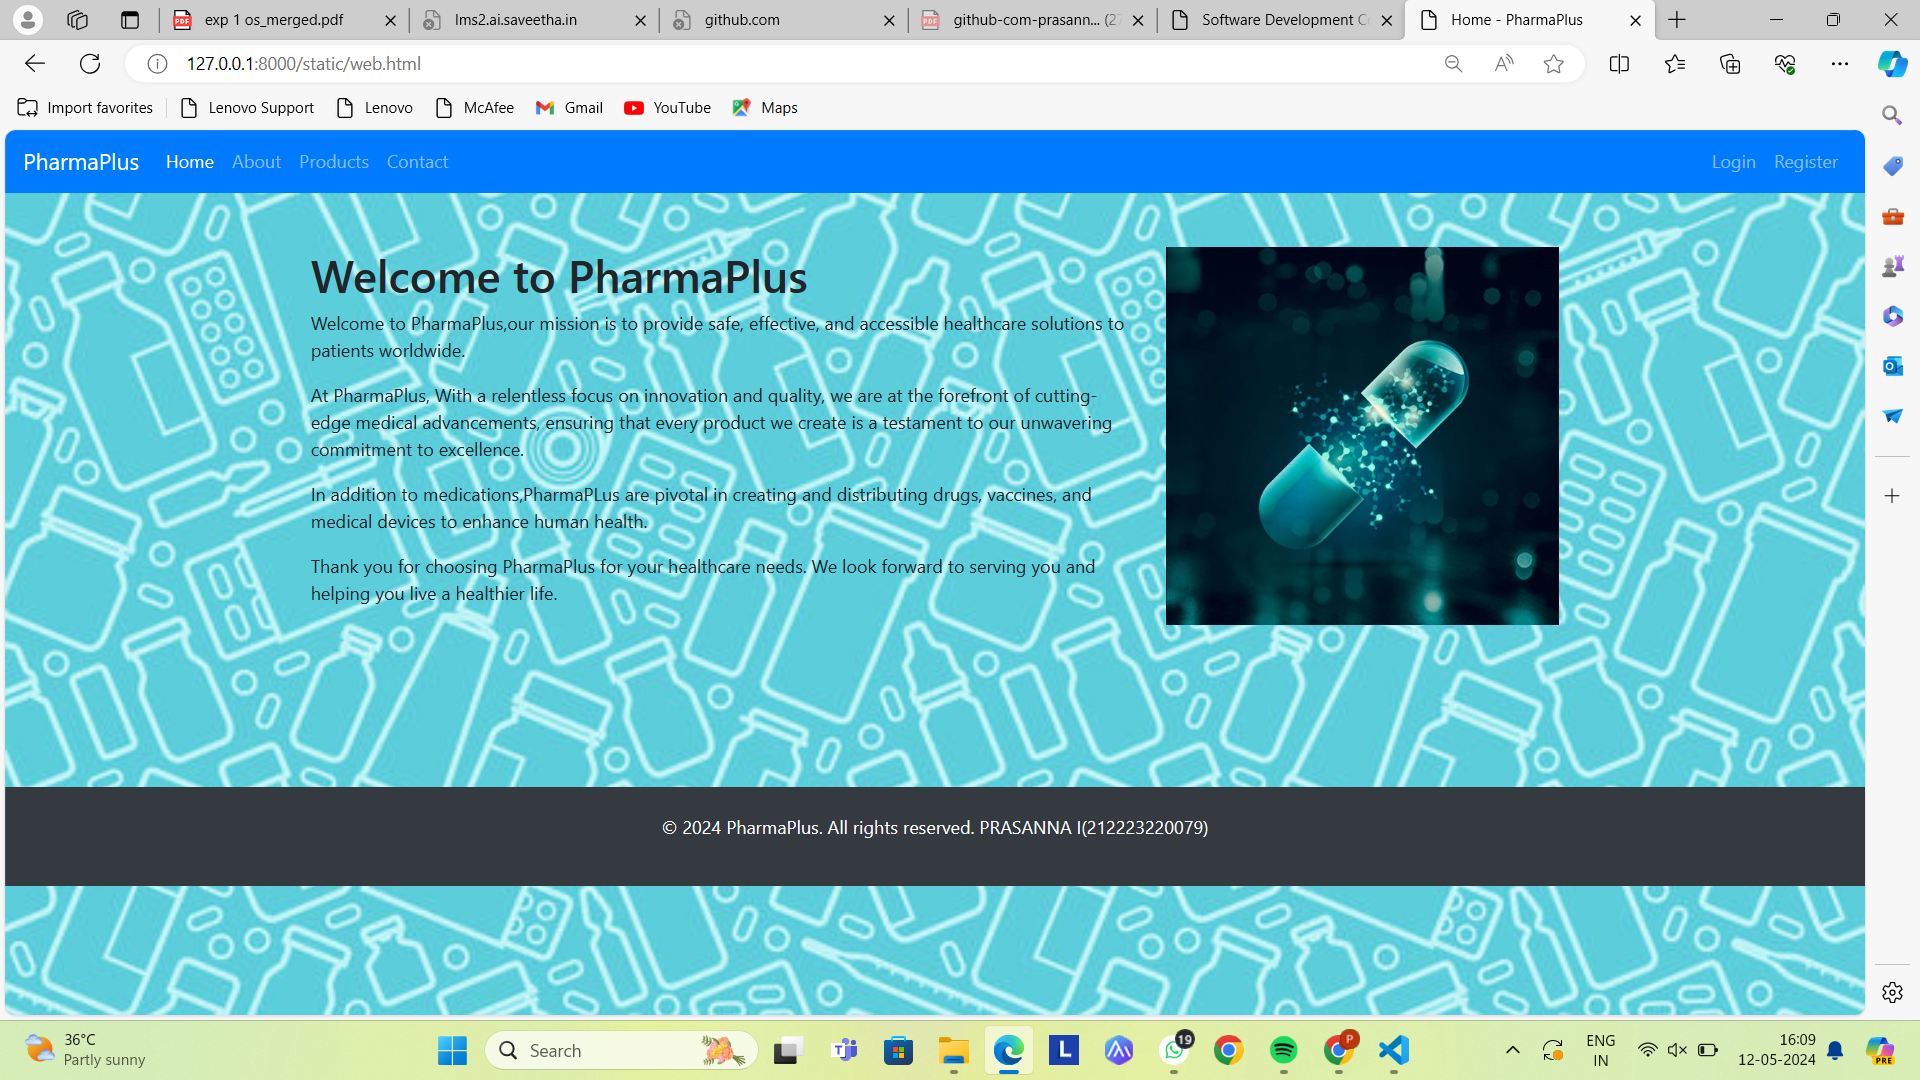 exp 1 os_merged.pdf
lms2.ai.saveetha.in
github.com
github-com-prasann... (27
Software Development C
Home - PharmaPlus
127.0.0.1:8000/static/web.html
Import favorites
Lenovo Support
Lenovo
McAfee
Gmail
YouTube
Maps
PharmaPlus
Home
About
Products
Contact
Login
Register
Welcome to PharmaPlus
Welcome to PharmaPlus,our mission is to provide safe, effective, and accessible healthcare solutions to
patients worldwide.
At PharmaPlus, With a relentless focus on innovation and quality, we are at the forefront of cutting-
edge medical advancements, ensuring that every product we create is a testament to our unwavering
commitment to excellence.
In addition to medications,PharmaPLus are pivotal in creating and distributing drugs, vaccines, and
medical devices to enhance human health.
Thank you for choosing PharmaPlus for your healthcare needs. We look forward to serving you and
helping you live a healthier life.
© 2024 PharmaPlus. All rights reserved. PRASANNA I(212223220079)
36°C
Partly sunny
Search
19
P
ENG
IN
16:09
12-05-2024
PRE